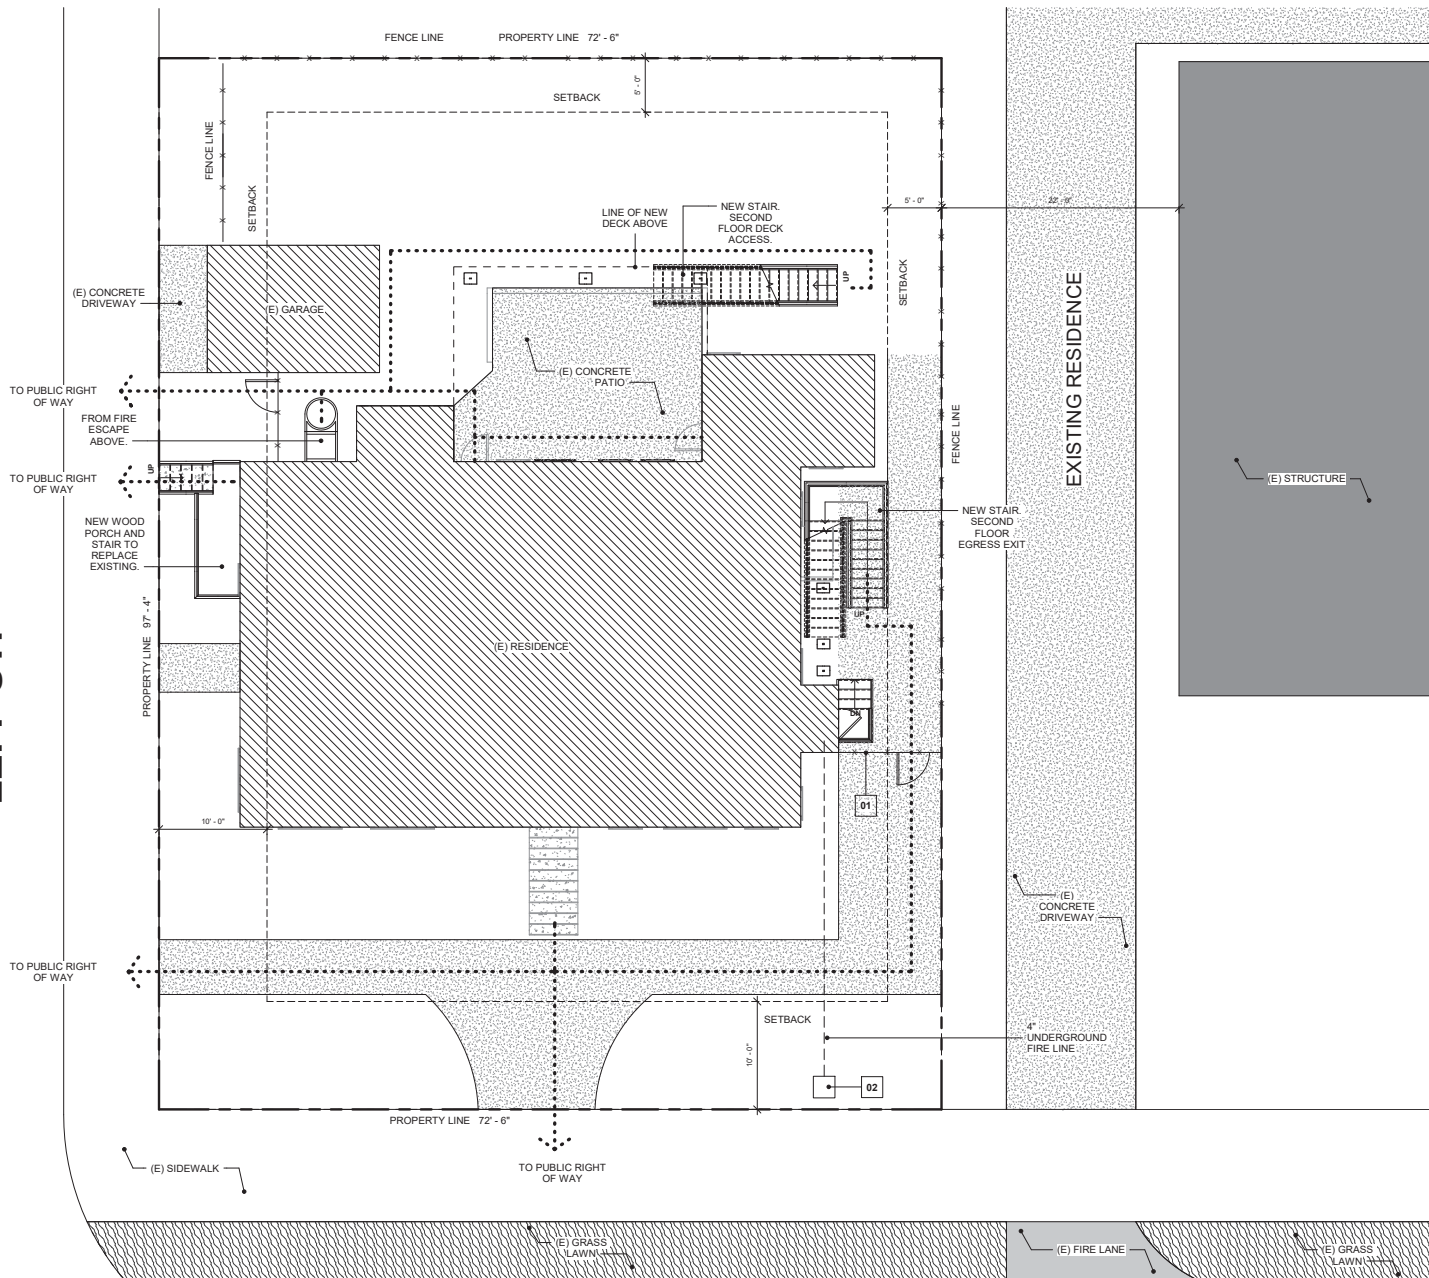 FENCE LINE
PROPERTY LINE 72' - 6"
5' - 0"
SETBACK
FENCE LINE
SETBACK
LINE OF NEW
DECK ABOVE
NEW STAIR.
SECOND
FLOOR DECK
ACCESS.
5' - 0"
22' - 0"
UP
SETBACK
(E) CONCRETE
DRIVEWAY
(E) GARAGE
EXISTING RESIDENCE
(E) CONCRETE
PATIO
TO PUBLIC RIGHT
OF WAY
FROM FIRE
ESCAPE
ABOVE.
FENCE LINE
UP
TO PUBLIC RIGHT
OF WAY
(E) STRUCTURE
NEW WOOD
PORCH AND
STAIR TO
REPLACE
EXISTING.
NEW STAIR.
SECOND
FLOOR
EGRESS EXIT
UP
PROPERTY LINE 97' - 4"
(E) RESIDENCE
DN
01
10' - 0"
(E)
CONCRETE
DRIVEWAY
TO PUBLIC RIGHT
OF WAY
SETBACK
10' - 0"
4"
UNDERGROUND
FIRE LINE
02
PROPERTY LINE 72' - 6"
TO PUBLIC RIGHT
OF WAY
(E) SIDEWALK
(E) GRASS
LAWN
(E) FIRE LANE
(E) GRASS
LAWN